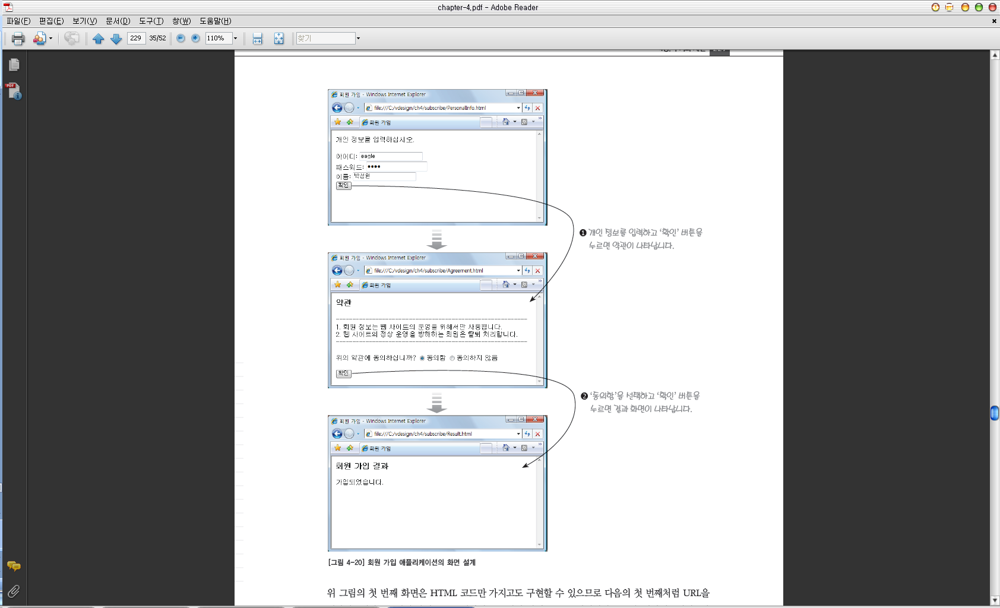 chapter-4.pdf - Adobe Reader
파일(F) 편집(E) 보기(V) 문서(D) 도구(T) 창(W) 도움말(H)
229 35/52 110% 찾기
회원 가입 - Windows Internet Explorer
file:///C:/vdesign/ch4/subscribe/PersonalInfo.html
회원 가입
개인 정보를 입력하십시오.
아이디: eagle
패스워드: ••••
이름: 박성현
확인
❶ 개인 정보를 입력하고 ‘확인’ 버튼을
누르면 약관이 나타납니다.
회원 가입 - Windows Internet Explorer
file:///C:/vdesign/ch4/subscribe/Agreement.html
회원 가입
약관
1. 회원 정보는 웹 사이트의 운영을 위해서만 사용됩니다.
2. 웹 사이트의 정상 운영을 방해하는 회원은 탈퇴 처리합니다.
위의 약관에 동의하십니까? 동의함 동의하지 않음
확인
❷ ‘동의함’을 선택하고 ‘확인’ 버튼을
누르면 결과 화면이 나타납니다.
회원 가입 - Windows Internet Explorer
file:///C:/vdesign/ch4/subscribe/Result.html
회원 가입
회원 가입 결과
가입되었습니다.
[그림 4-20] 회원 가입 애플리케이션의 화면 설계
위 그림의 첫 번째 화면은 HTML 코드만 가지고도 구현할 수 있으므로 다음의 첫 번째처럼 URL을